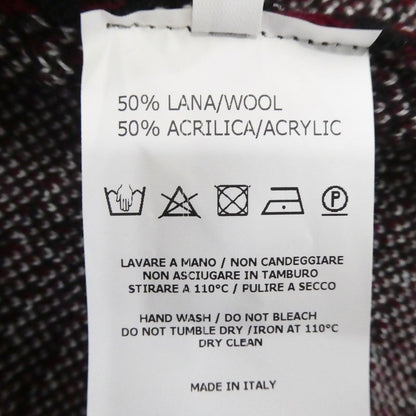 50% LANA/WOOL
50% ACRILICA/ACRYLIC
P
LAVARE A MANO / NON CANDEGGIARE
NON ASCIUGARE IN TAMBURO
STIRARE A 110°C / PULIRE A SECCO
HAND WASH / DO NOT BLEACH
DO NOT TUMBLE DRY /IRON AT 110°C
DRY CLEAN
MADE IN ITALY